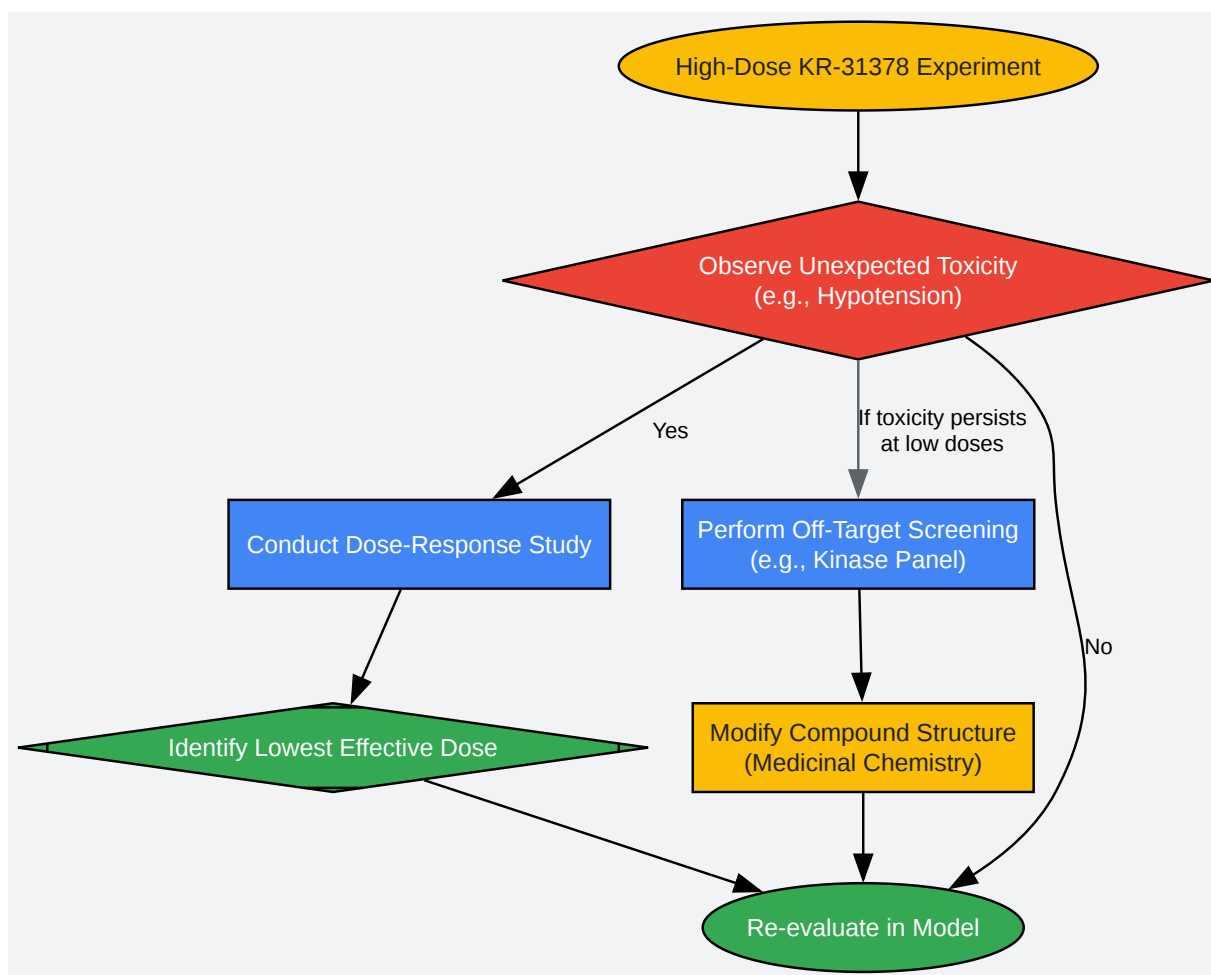 High-Dose KR-31378 Experiment
Observe Unexpected Toxicity
(e.g., Hypotension)
Yes
If toxicity persists
at low doses
Conduct Dose-Response Study
Perform Off-Target Screening
(e.g., Kinase Panel)
No
Identify Lowest Effective Dose
Modify Compound Structure
(Medicinal Chemistry)
Re-evaluate in Model